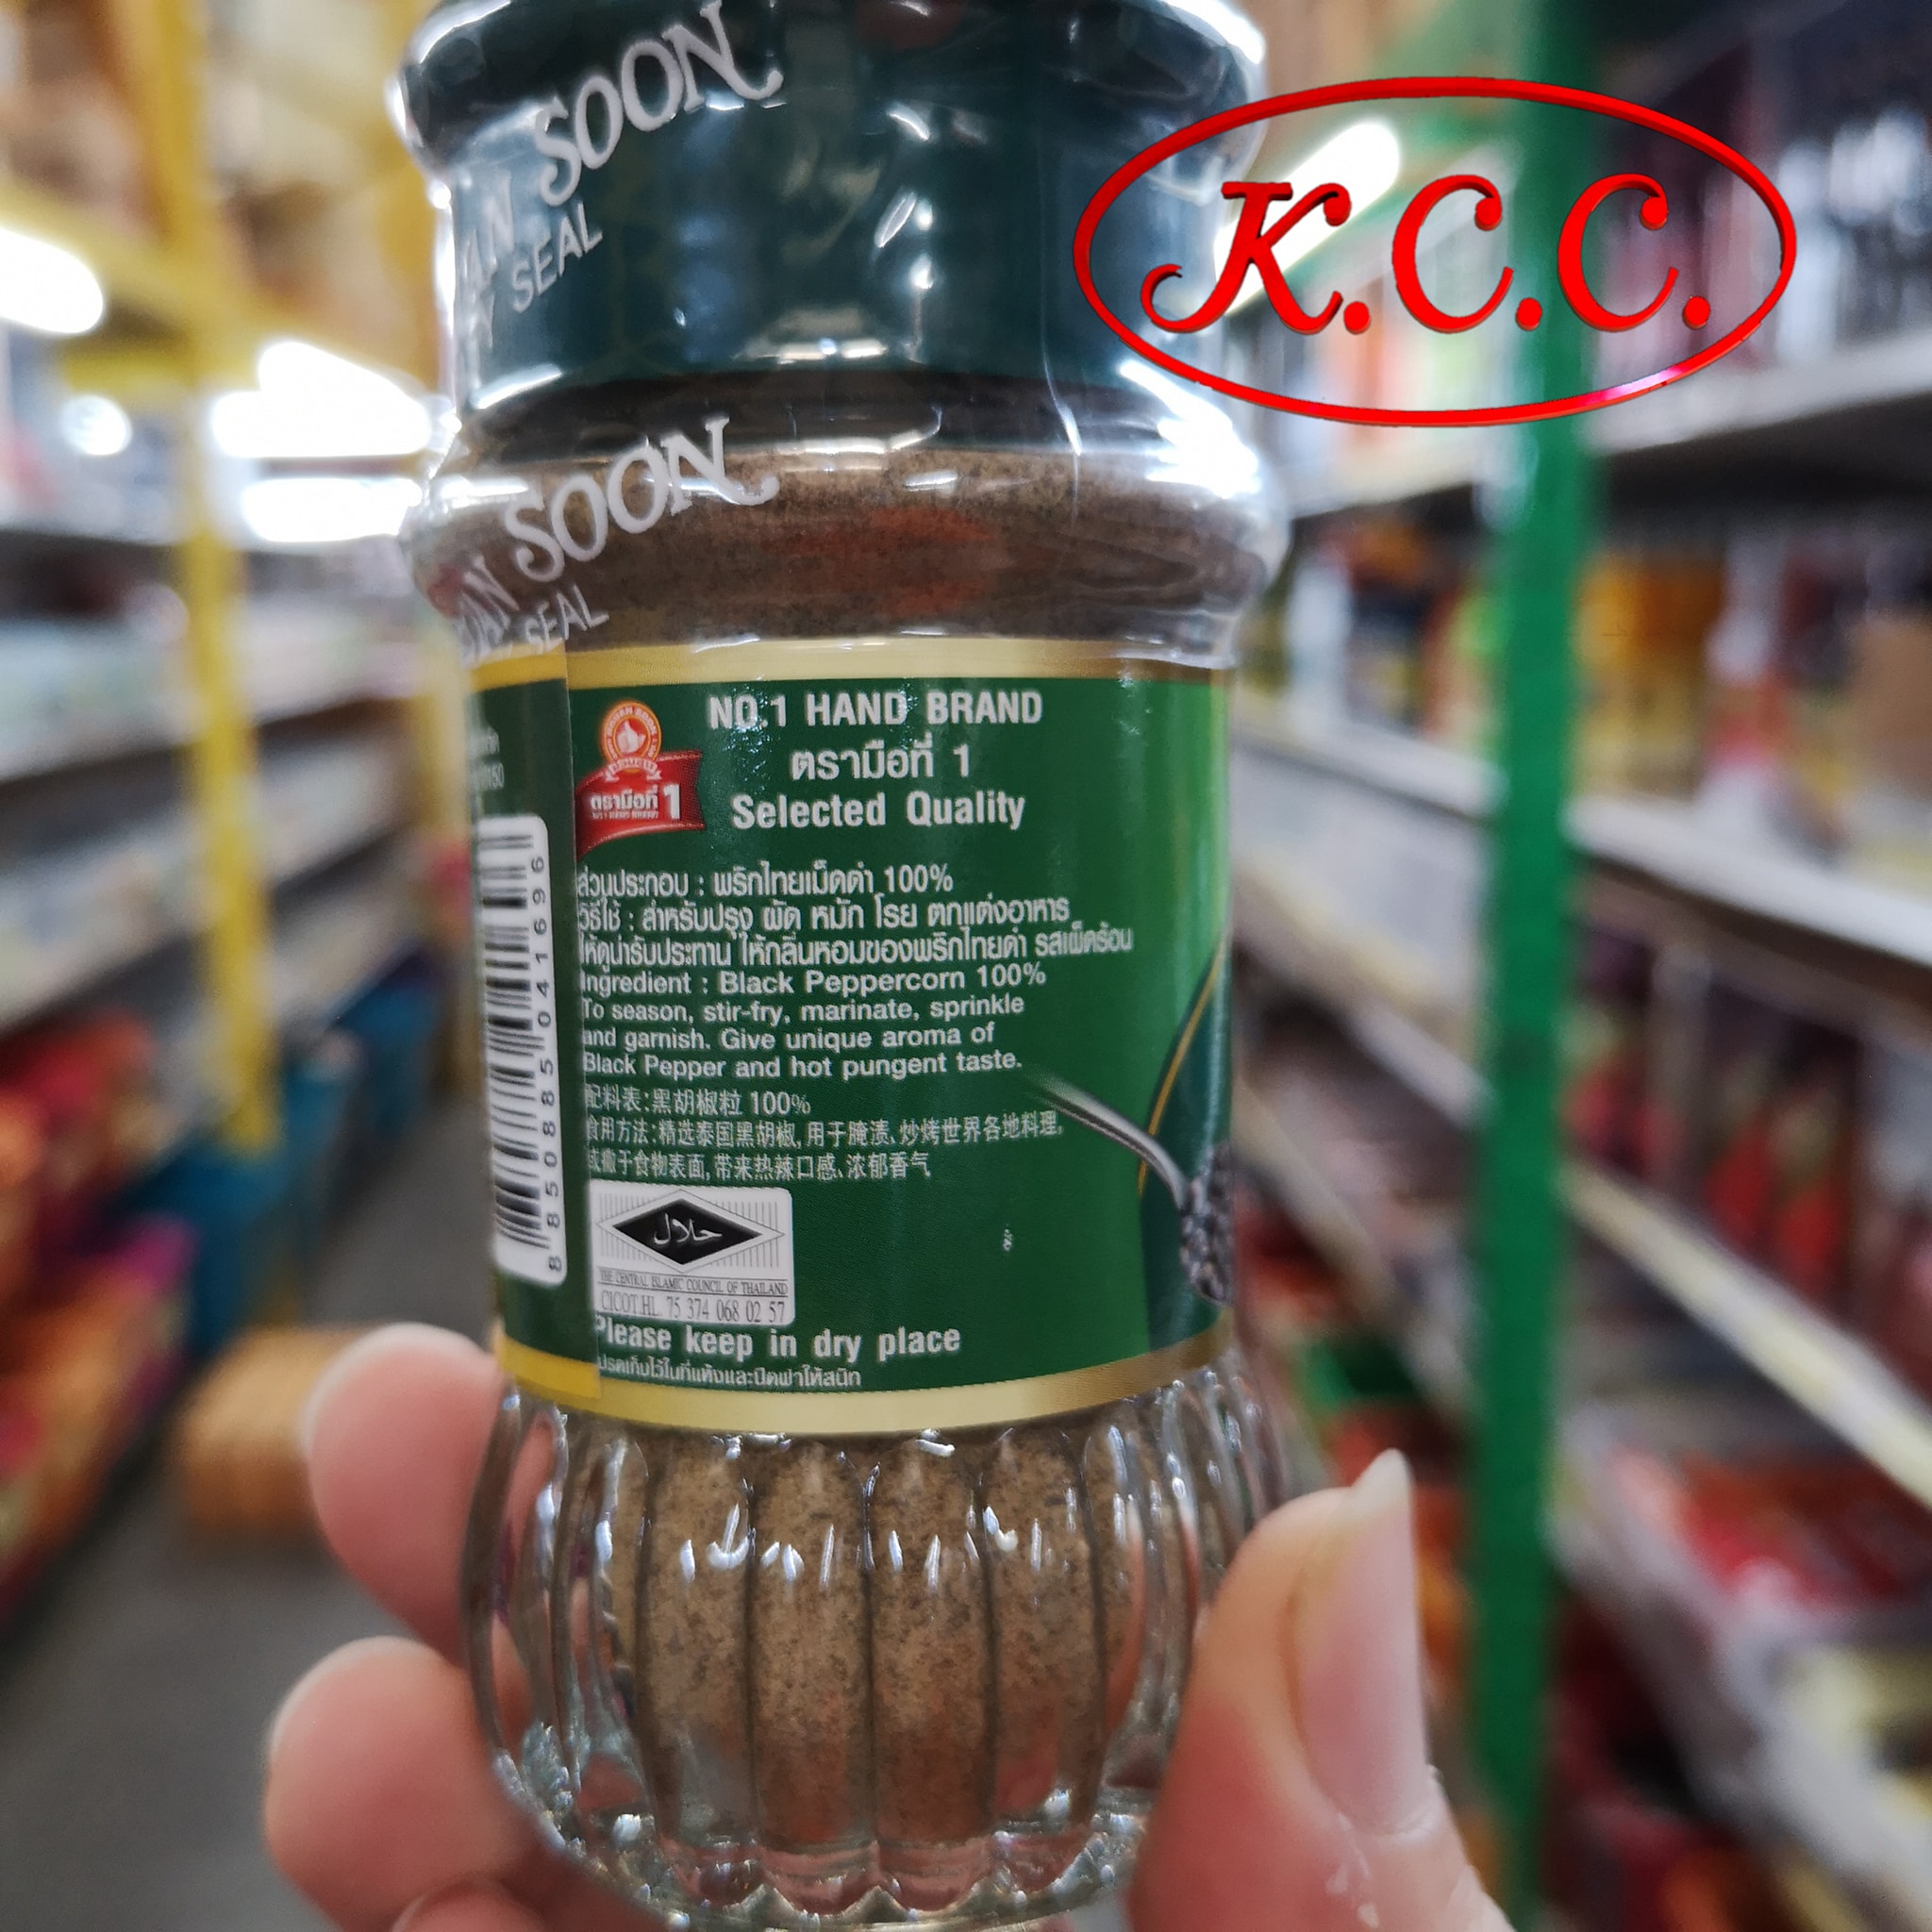 SOON
SEAL
K.C.C.
SOON
SEAL
NO.1 HAND BRAND
ตรามือที่ 1
ตรามือที่ 1
Selected Quality
ส่วนประกอบ : พริกไทยเม็ดดำ 100%
วิธีใช้ : สำหรับปรุง ผัด หมัก โรย ตกแต่งอาหาร
ให้ดูน่ารับประทาน ให้กลิ่นหอมของพริกไทยดำ รสเผ็ดร้อน
Ingredient : Black Peppercorn 100%
To season, stir-fry, marinate, sprinkle
and garnish. Give unique aroma of
Black Pepper and hot pungent taste.
配料表:黑胡椒粒 100%
食用方法:精选泰国黑胡椒,用于腌渍、炒烤世界各地料理,
或撒于食物表面,带来热辣口感、浓郁香气
حلال
THE CENTRAL ISLAMIC COUNCIL OF THAILAND
CICOT.HL. 75 374 068 02 57
Please keep in dry place
โปรดเก็บไว้ในที่แห้งและปิดฝาให้สนิท
8 850885 041696